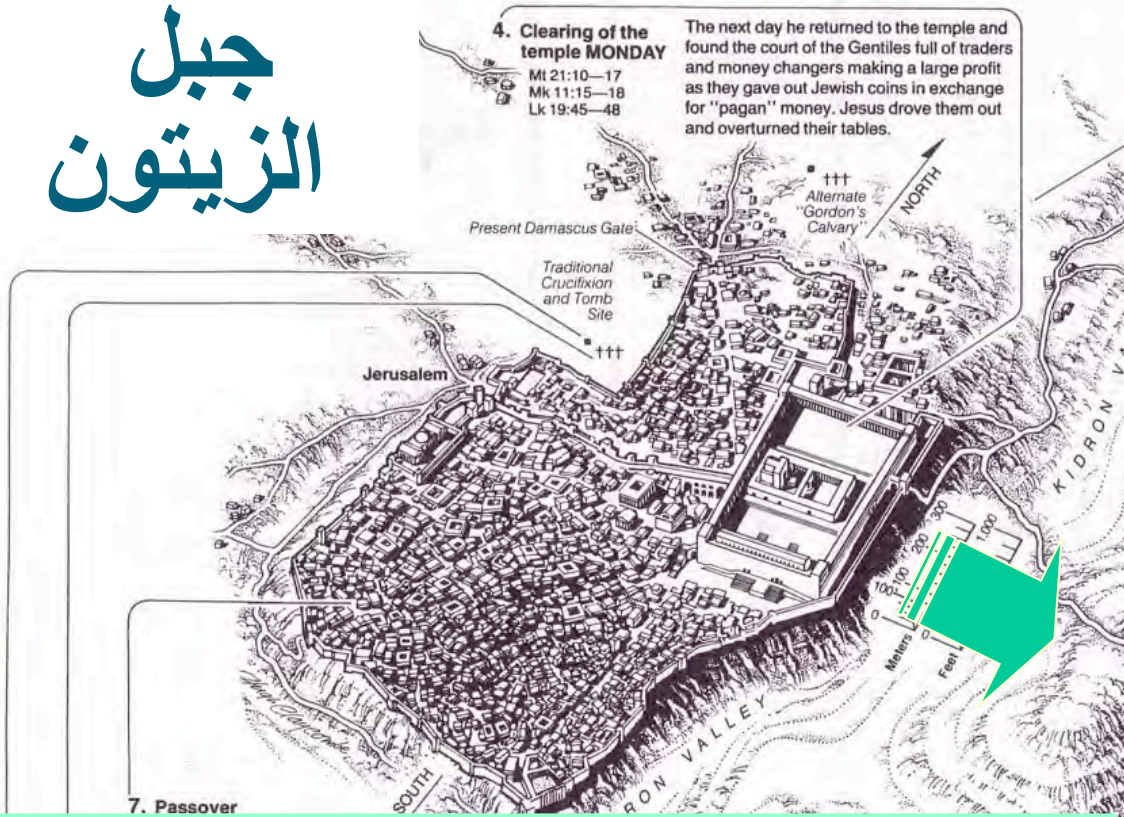 جبل
الزيتون
4. Clearing of the
temple MONDAY
Mt 21:10—17
Mk 11:15—18
Lk 19:45—48
The next day he returned to the temple and
found the court of the Gentiles full of traders
and money changers making a large profit
as they gave out Jewish coins in exchange
for "pagan" money. Jesus drove them out
and overturned their tables.
Alternate
"Gordon's
Calvary"
NORTH
Present Damascus Gate
Traditional
Crucifixion
and Tomb
Site
Jerusalem
KIDRON VA
300
200
100
100
0
1,000
0
Meters
Feet
RON VALLEY
SOUTH
7. Passover